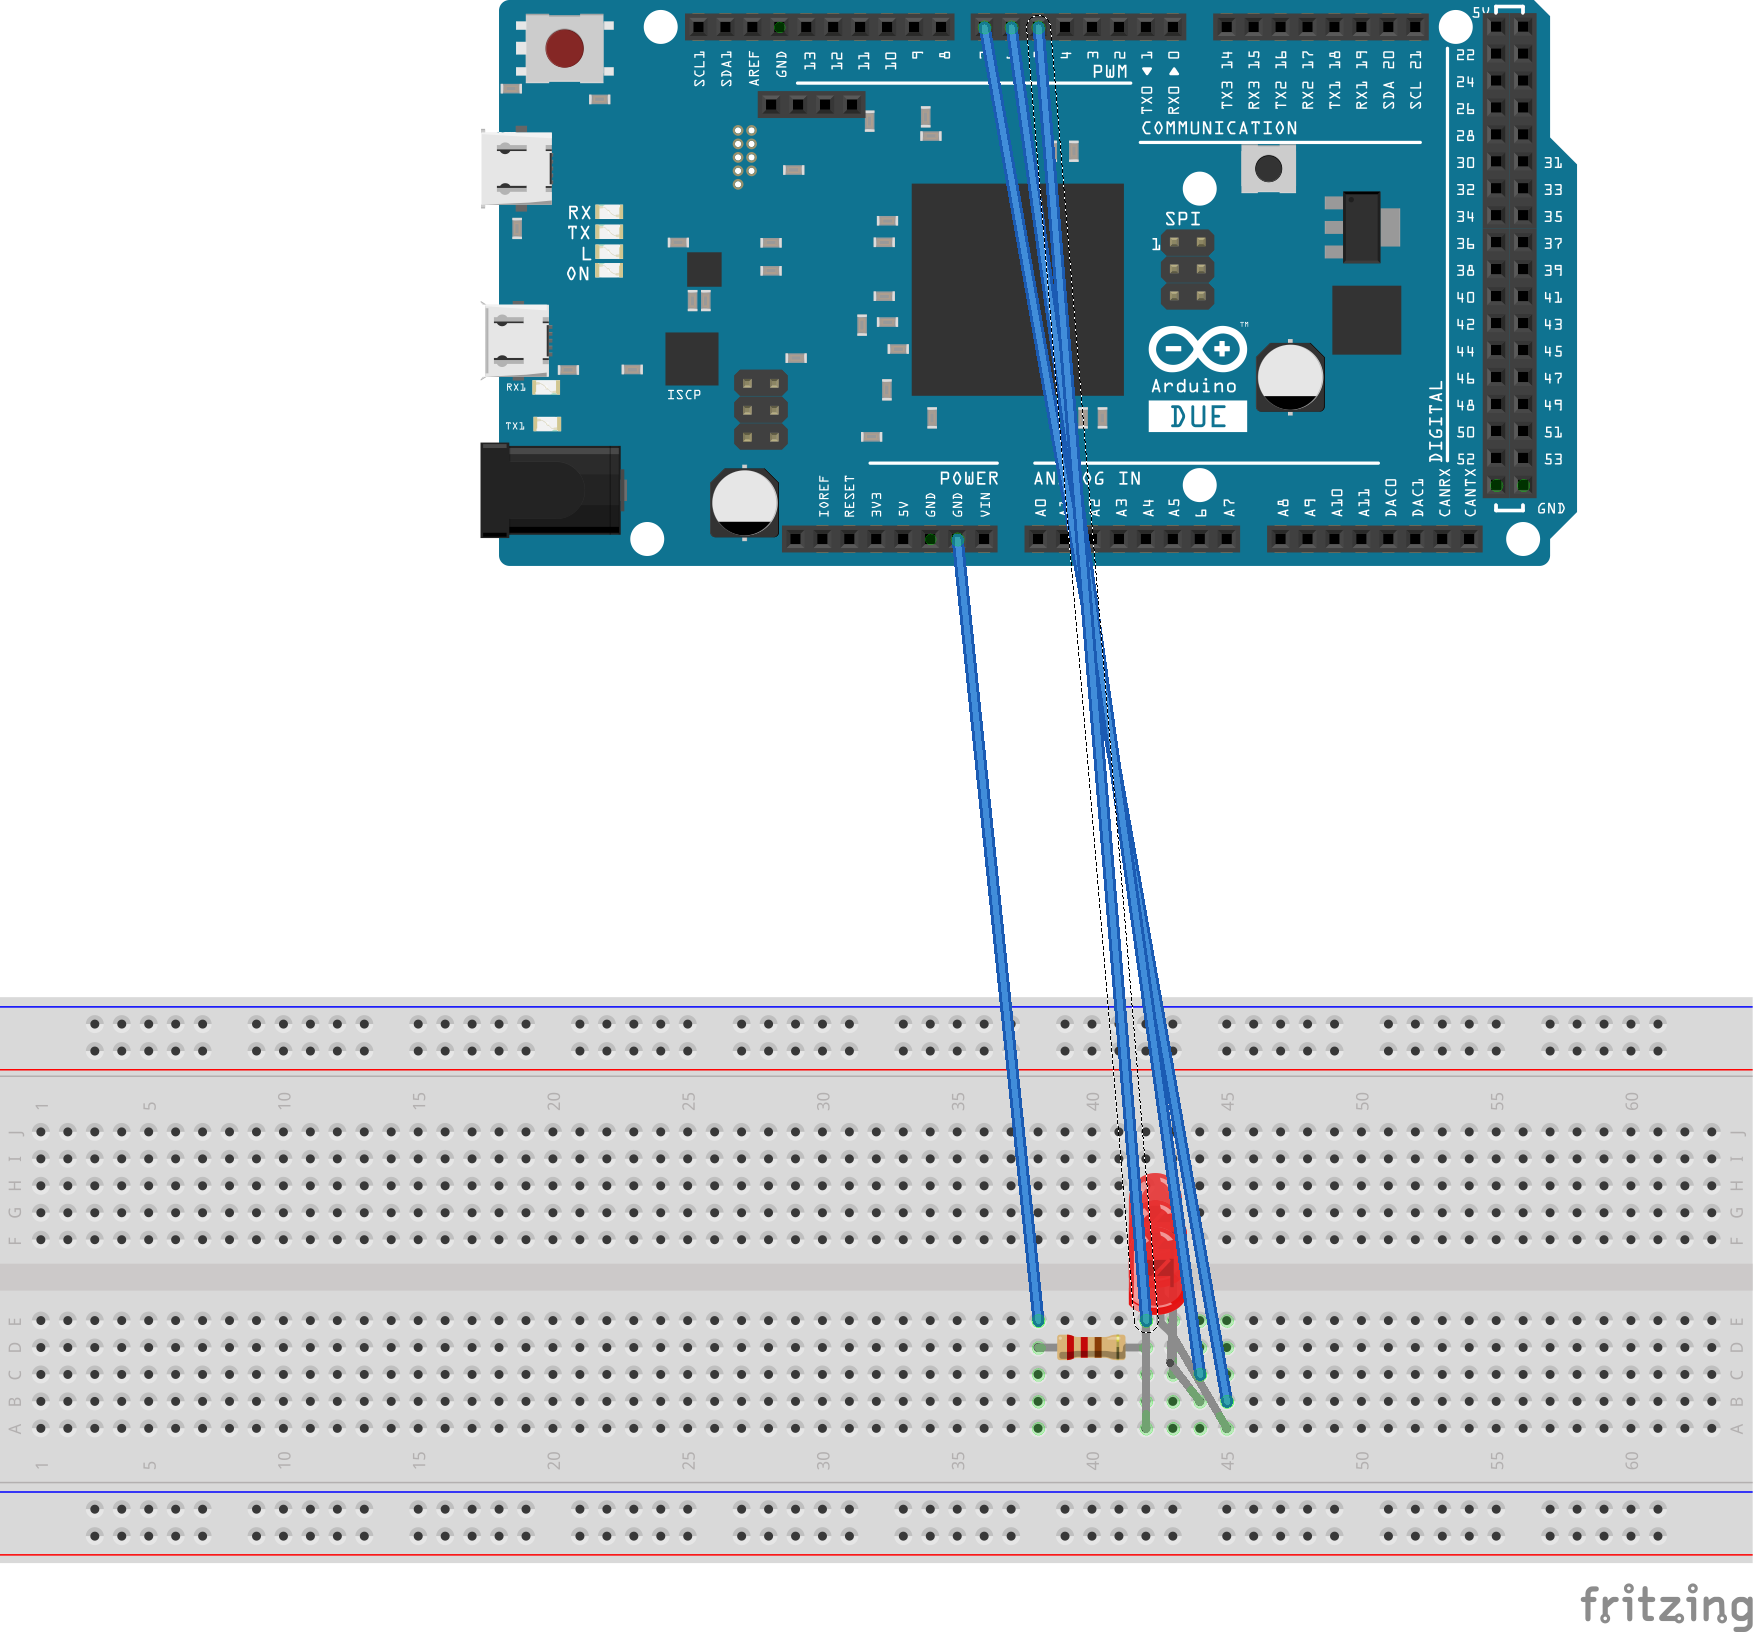 5V
SCL1 SDA1 AREF GND 13 12 11 10 9 8 4 3 2 TX0 1 RX0 0
PWM
TX3 14 RX3 15 TX2 16 RX2 17 TX1 18 RX1 19 SDA 20 SCL 21
COMMUNICATION
22
24
26
28
30 31
32 33
34 35
36 37
38 39
40 41
42 43
44 45
46 47
48 49
50 51
52 53
GND
DIGITAL
RX
TX
L
ON
SPI
1
TM
Arduino
DUE
RX1
ISCP
TX1
POWER
IOREF RESET 3V3 5V GND GND VIN
A0 A2 A3 A4 A5 6 A7
A8 A9 A10 A11 DAC0 DAC1 CANRX CANTX
1 5 10 15 20 25 30 35 40 45 50 55 60
J J
I I
H H
G G
F F
E E
D D
C C
B B
A A
1 5 10 15 20 25 30 35 40 45 50 55 60
fritzing